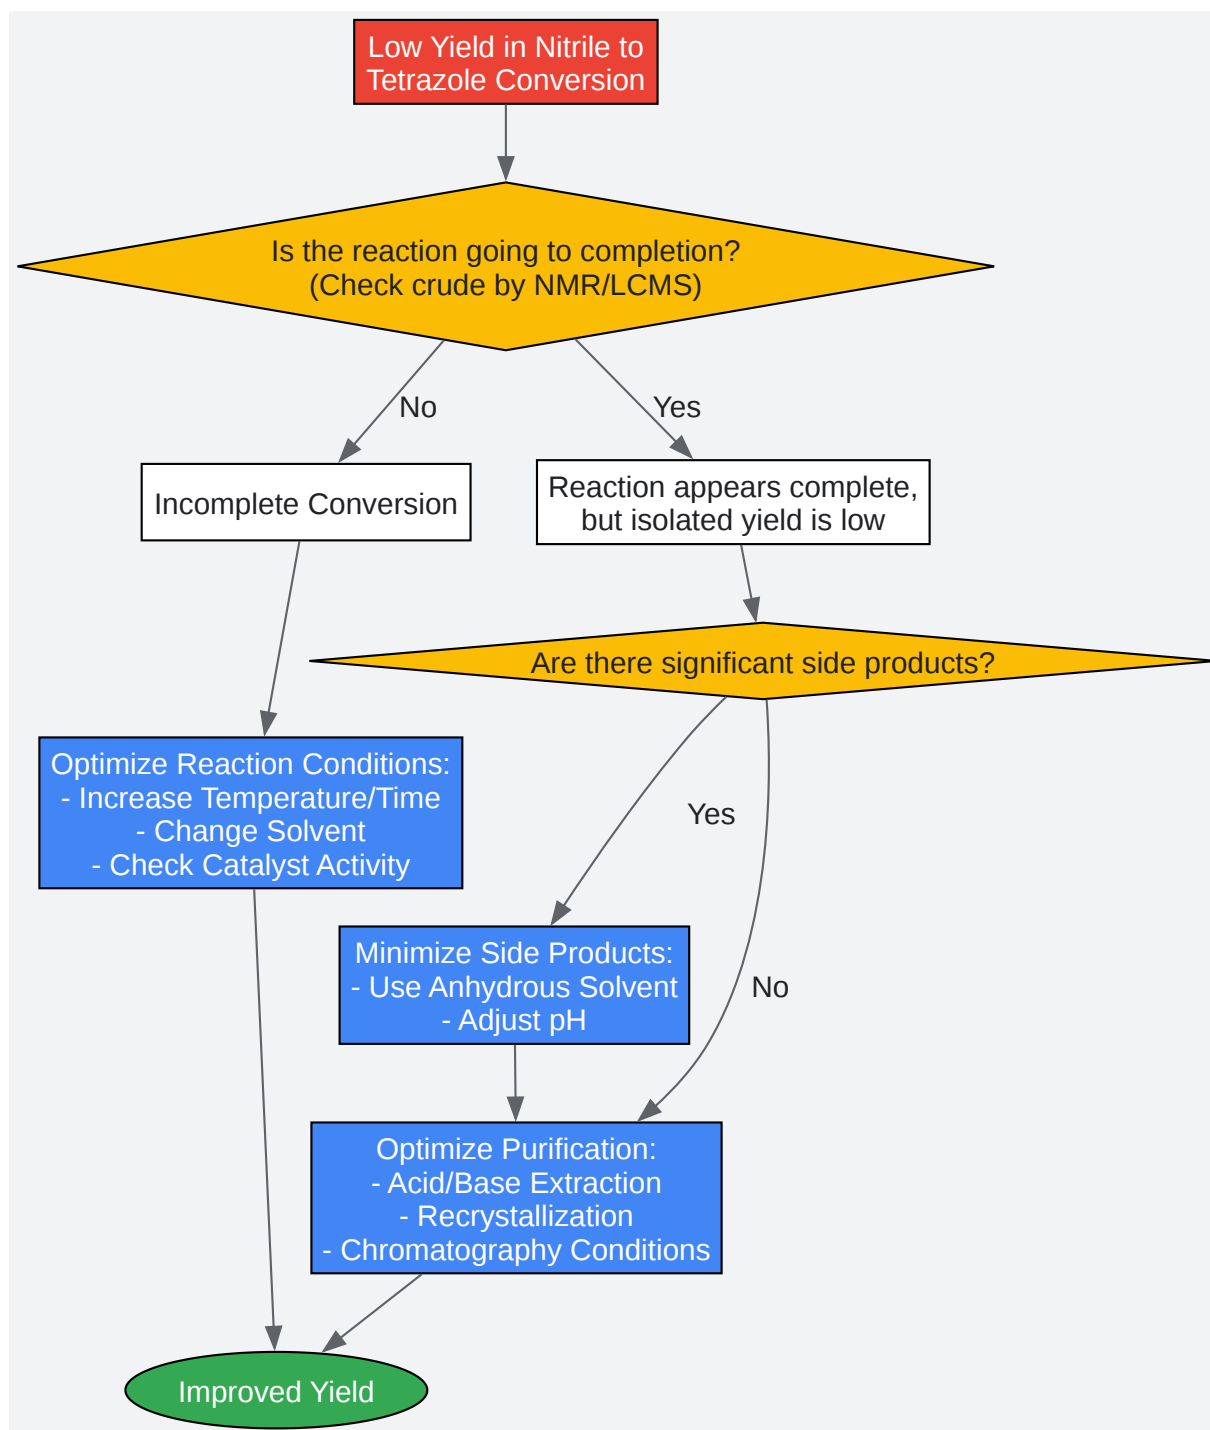 Low Yield in Nitrile to
Tetrazole Conversion
Is the reaction going to completion?
(Check crude by NMR/LCMS)
No
Yes
Incomplete Conversion
Reaction appears complete,
but isolated yield is low
Are there significant side products?
Optimize Reaction Conditions:
- Increase Temperature/Time
- Change Solvent
- Check Catalyst Activity
Yes
Minimize Side Products:
- Use Anhydrous Solvent
- Adjust pH
No
Optimize Purification:
- Acid/Base Extraction
- Recrystallization
- Chromatography Conditions
Improved Yield